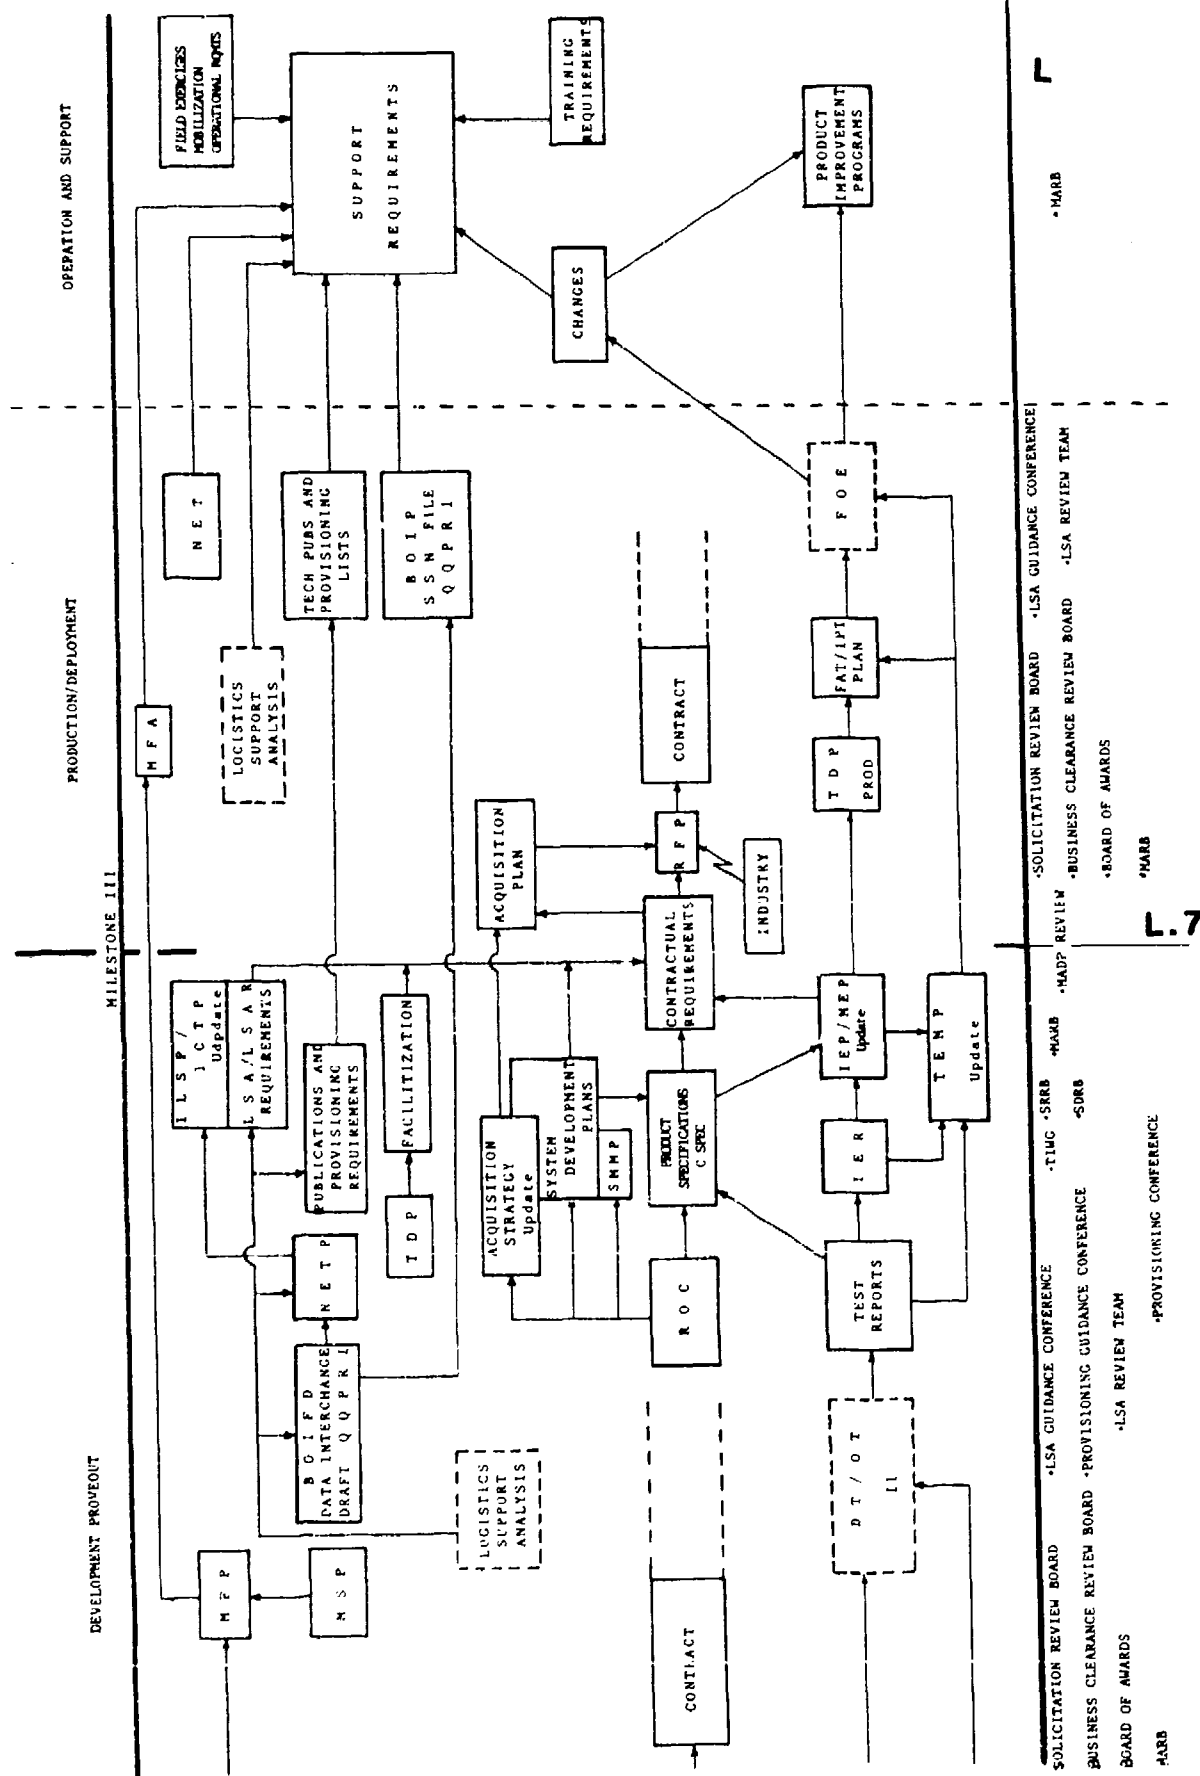 DEVELOPMENT PROVEOUT
MILESTONE III
PRODUCTION/DEPLOYMENT
OPERATION AND SUPPORT
M F P
M S P
B O I F D
DATA INTERCHANGE
DRAFT Q Q P R I
N E T P
I L S P /
I C T P
Udpdate
L S A / L S A R
REQUIREMENTS
PUBLICATIONS AND
PROVISIONING
REQUIREMENTS
T D P
FACILITIZATION
LOGISTICS
SUPPORT
ANALYSIS
M F A
N E T
LOGISTICS
SUPPORT
ANALYSIS
TECH PUBS AND
PROVISIONING
LISTS
B O I P
S S N FILE
Q Q P R I
FIELD EXERCISES
MOBILIZATION
OPERATIONAL RQMTS
SUPPORT
REQUIREMENTS
TRAINING
REQUIREMENTS
ACQUISITION
STRATEGY
Update
SYSTEM
DEVELOPMENT
PLANS
S M M P
ACQUISITION
PLAN
CONTRACT
R O C
PRODUCT
SPECIFICATIONS
C SPEC
CONTRACTUAL
REQUIREMENTS
R F P
CONTRACT
INDUSTRY
CHANGES
D T / O T
II
TEST
REPORTS
I E R
IEP/MEP
Update
T E M P
Update
T D P
PROD
FAT/IPT
PLAN
F O E
PRODUCT
IMPROVEMENT
PROGRAMS
SOLICITATION REVIEW BOARD •LSA GUIDANCE CONFERENCE •TIWG •SRRB •MARB •MADP REVIEW
BUSINESS CLEARANCE REVIEW BOARD •PROVISIONING GUIDANCE CONFERENCE •SDRB
BOARD OF AWARDS •LSA REVIEW TEAM
MARB •PROVISIONING CONFERENCE
•SOLICITATION REVIEW BOARD •LSA GUIDANCE CONFERENCE
•BUSINESS CLEARANCE REVIEW BOARD •LSA REVIEW TEAM
•BOARD OF AWARDS
•MARB
•MARB
L.7